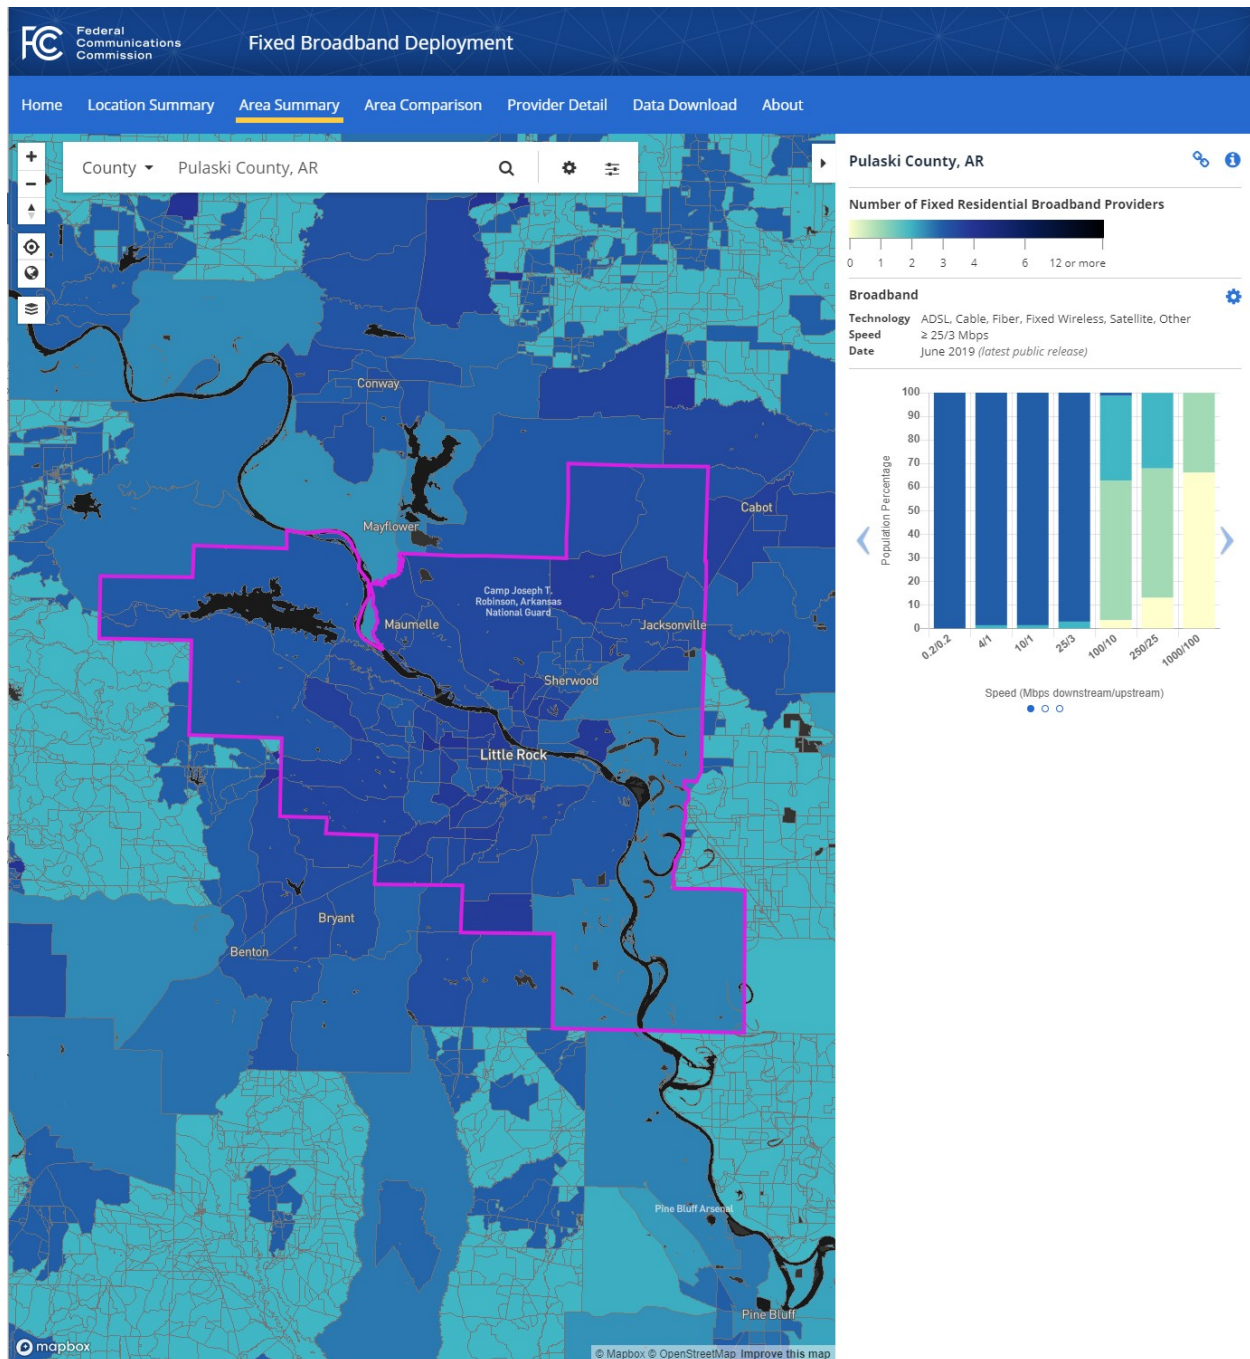 FC Federal
Communications
Commission
Fixed Broadband Deployment
Home Location Summary Area Summary Area Comparison Provider Detail Data Download About
County Pulaski County, AR
Pulaski County, AR
Number of Fixed Residential Broadband Providers
0 1 2 3 4 6 12 or more
Broadband
Technology ADSL, Cable, Fiber, Fixed Wireless, Satellite, Other
Speed ≥ 25/3 Mbps
Date June 2019 (latest public release)
Population Percentage
100
90
80
70
60
50
40
30
20
10
0
0.2/0.2 4/1 10/1 25/3 100/10 250/25 1000/100
Speed (Mbps downstream/upstream)
Conway
Cabot
Mayflower
Camp Joseph T.
Robinson, Arkansas
National Guard
Maumelle
Jacksonville
Sherwood
Little Rock
Bryant
Benton
Pine Bluff Arsenal
Pine Bluff
mapbox
© Mapbox © OpenStreetMap Improve this map